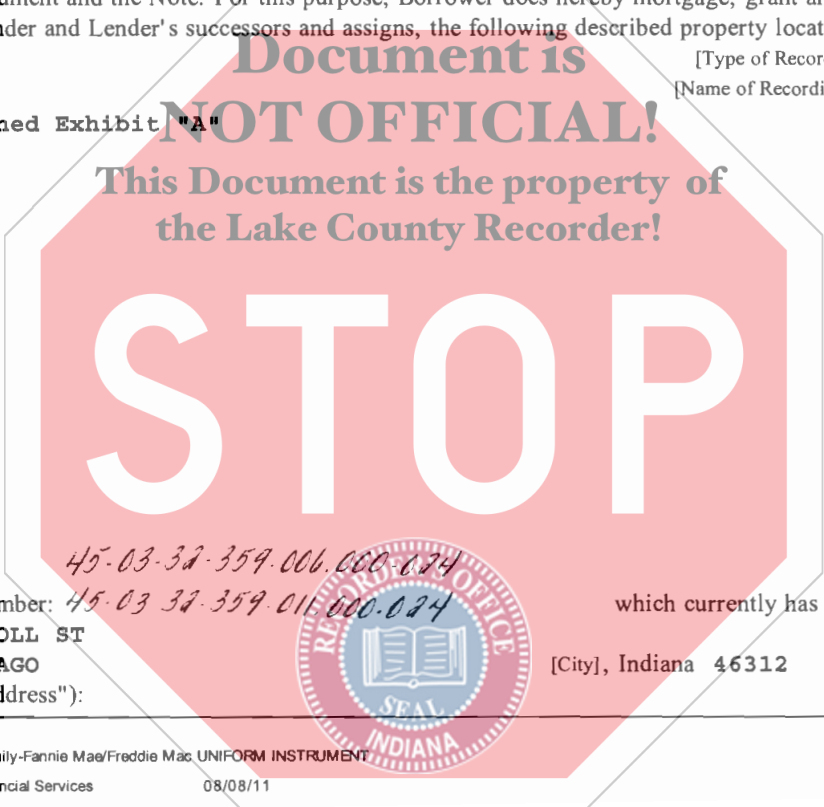 ument and the Note. For this purpose, Borrower does hereby mortgage, grant an
nder and Lender's successors and assigns, the following described property locat
Document is
[Type of Recor
[Name of Recordi
ned Exhibit "A"
NOT OFFICIAL!
This Document is the property of
the Lake County Recorder!
STOP
45-03-32-359.006.000-024
mber: 45-03 32-359-011.000.024 which currently has
OLL ST
AGO [City], Indiana 46312
ddress"):
RECORDER'S OFFICE
SEAL
INDIANA
ily-Fannie Mae/Freddie Mac UNIFORM INSTRUMENT
ncial Services 08/08/11